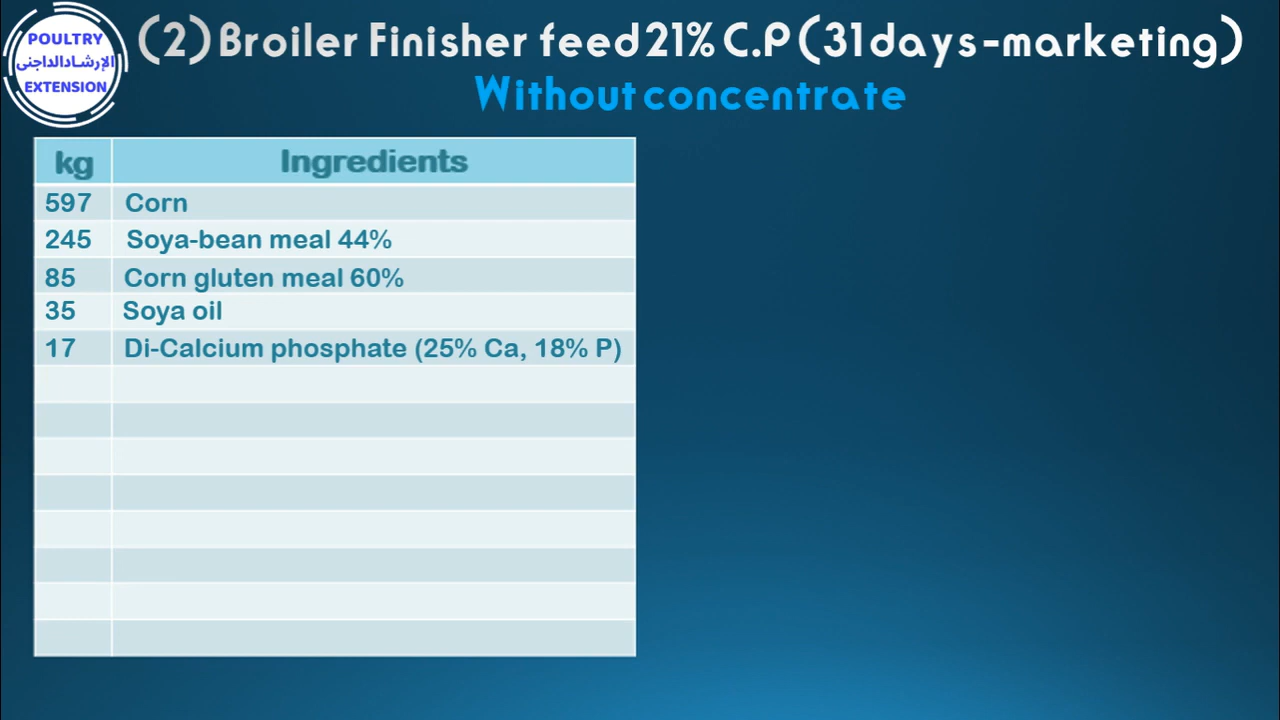 POULTRY
الإرشادالداجنى
EXTENSION
(2) Broiler Finisher feed 21% C.P (31 days-marketing)
Without concentrate
kg Ingredients
597 Corn
245 Soya-bean meal 44%
85 Corn gluten meal 60%
35 Soya oil
17 Di-Calcium phosphate (25% Ca, 18% P)